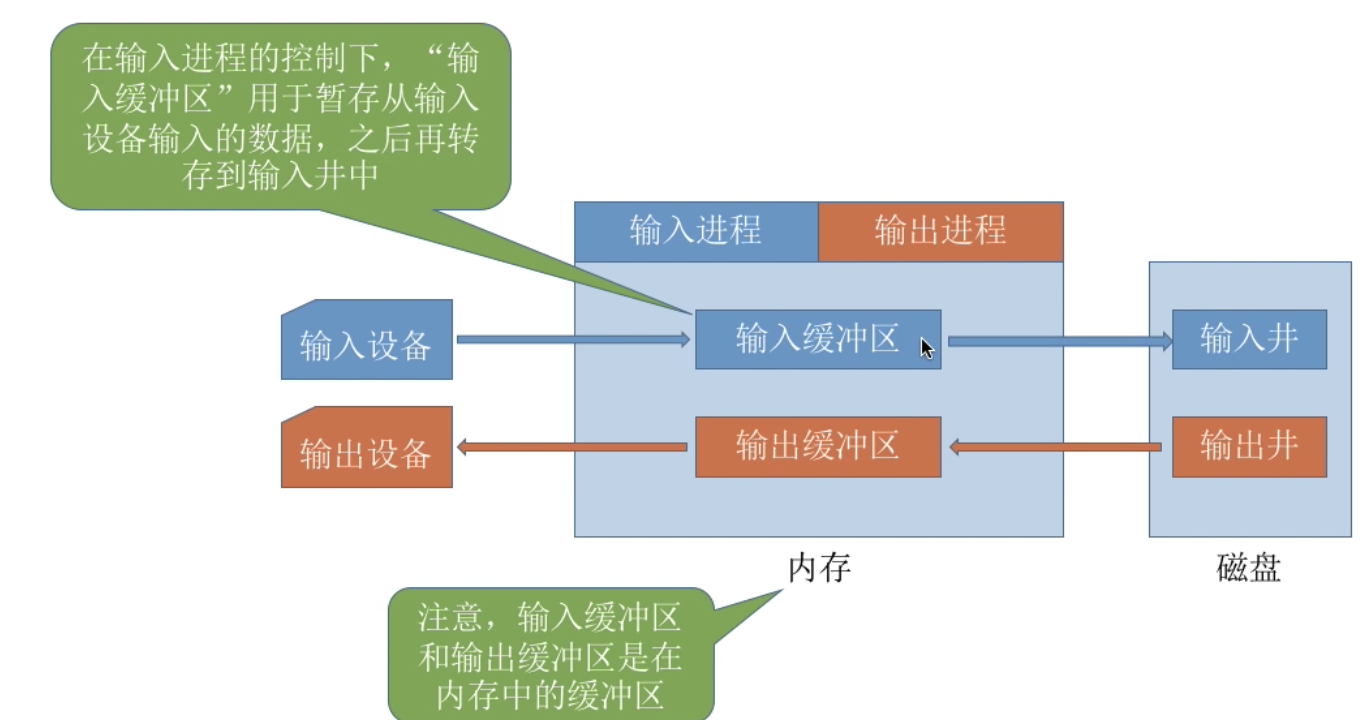 在输入进程的控制下，“输
入缓冲区”用于暂存从输入
设备输入的数据，之后再转
存到输入井中
输入进程
输出进程
输入设备
输入缓冲区
输入井
输出设备
输出缓冲区
输出井
内存
磁盘
注意，输入缓冲区
和输出缓冲区是在
内存中的缓冲区